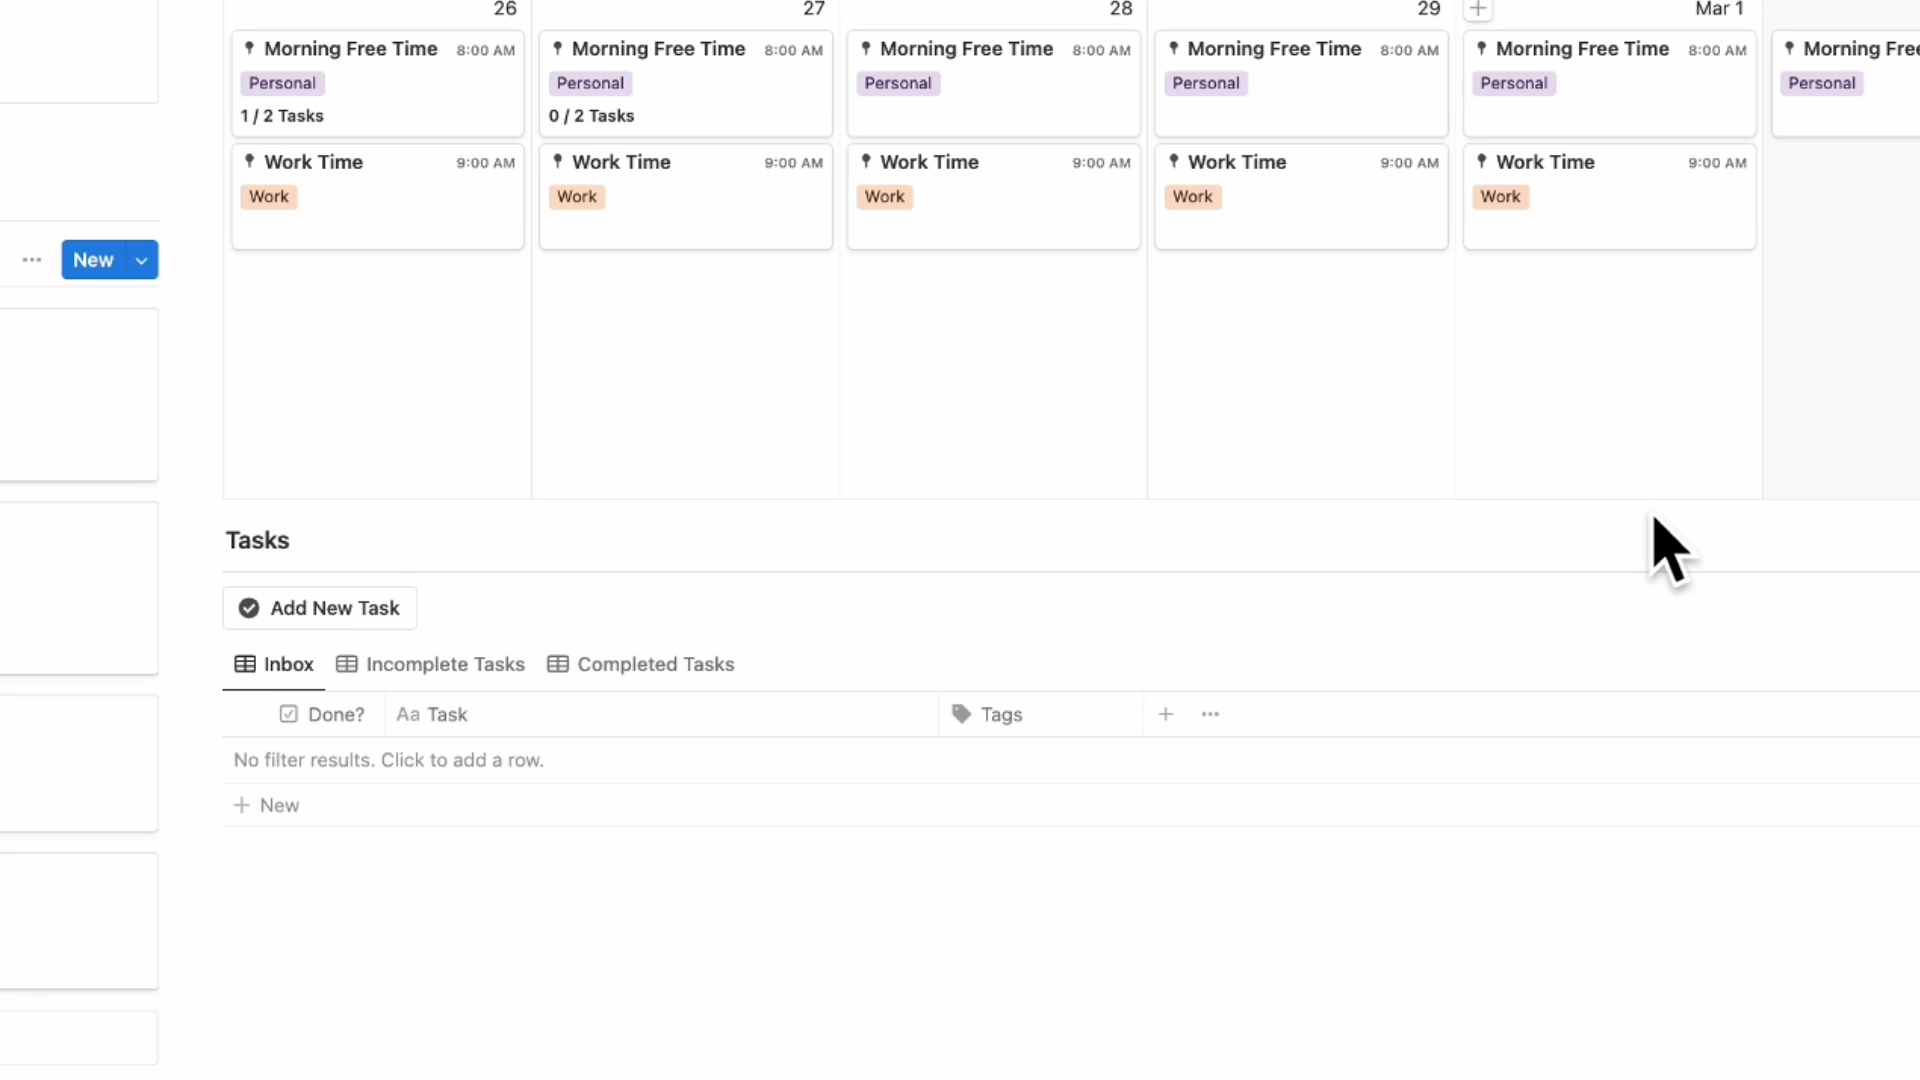 26 27 28 29 Mar 1
Morning Free Time 8:00 AM Morning Free Time 8:00 AM Morning Free Time 8:00 AM Morning Free Time 8:00 AM Morning Free Time 8:00 AM Morning
Personal Personal Personal Personal Personal Personal
1 / 2 Tasks 0 / 2 Tasks
Work Time 9:00 AM Work Time 9:00 AM Work Time 9:00 AM Work Time 9:00 AM Work Time 9:00 AM
Work Work Work Work Work
New
Tasks
Add New Task
Inbox Incomplete Tasks Completed Tasks
Done? Aa Task Tags
No filter results. Click to add a row.
New